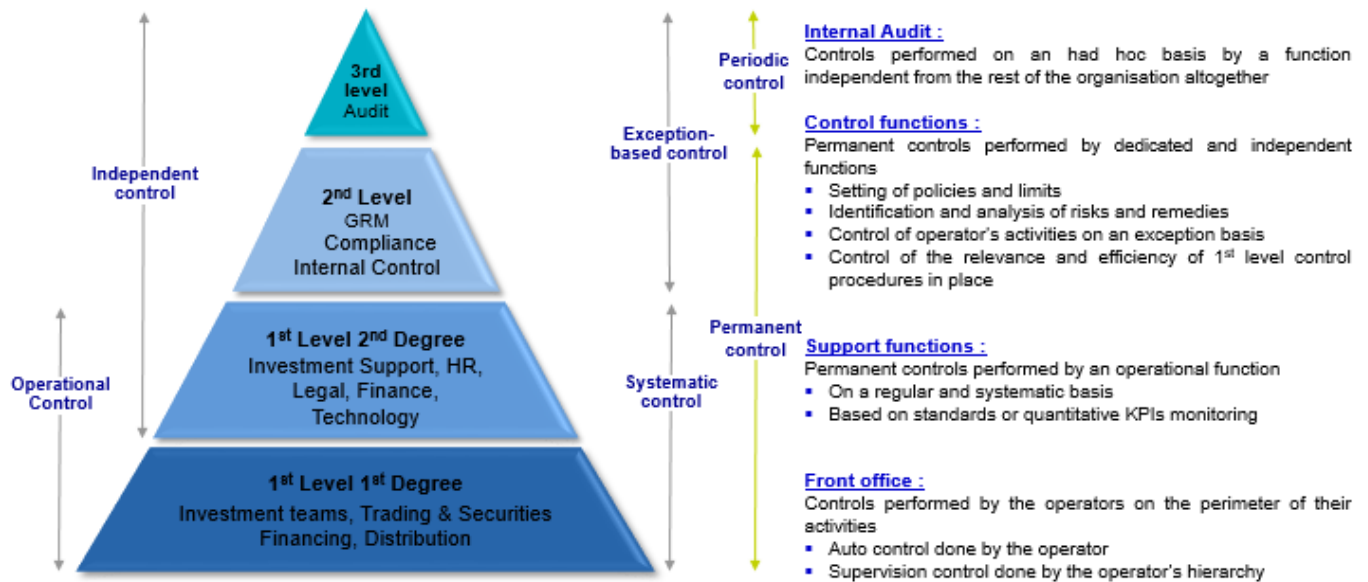 3rd
level
Audit
2nd Level
GRM
Compliance
Internal Control
1st Level 2nd Degree
Investment Support, HR,
Legal, Finance,
Technology
1st Level 1st Degree
Investment teams, Trading & Securities
Financing, Distribution
Independent
control
Operational
Control
Exception-
based control
Systematic
control
Periodic
control
Permanent
control
Internal Audit :
Controls performed on an had hoc basis by a function
independent from the rest of the organisation altogether
Control functions :
Permanent controls performed by dedicated and independent
functions
▪ Setting of policies and limits
▪ Identification and analysis of risks and remedies
▪ Control of operator's activities on an exception basis
▪ Control of the relevance and efficiency of 1st level control
procedures in place
Support functions :
Permanent controls performed by an operational function
▪ On a regular and systematic basis
▪ Based on standards or quantitative KPIs monitoring
Front office :
Controls performed by the operators on the perimeter of their
activities
▪ Auto control done by the operator
▪ Supervision control done by the operator's hierarchy